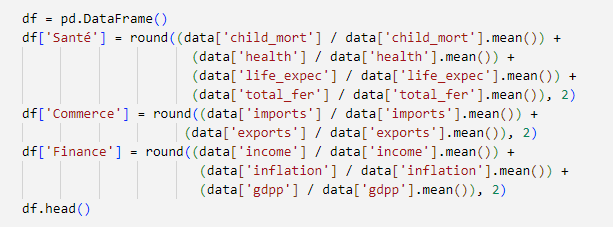 df = pd.DataFrame()
df['Santé'] = round((data['child_mort'] / data['child_mort'].mean()) +
(data['health'] / data['health'].mean()) +
(data['life_expec'] / data['life_expec'].mean()) +
(data['total_fer'] / data['total_fer'].mean()), 2)
df['Commerce'] = round((data['imports'] / data['imports'].mean()) +
(data['exports'] / data['exports'].mean()), 2)
df['Finance'] = round((data['income'] / data['income'].mean()) +
(data['inflation'] / data['inflation'].mean()) +
(data['gdpp'] / data['gdpp'].mean()), 2)
df.head()